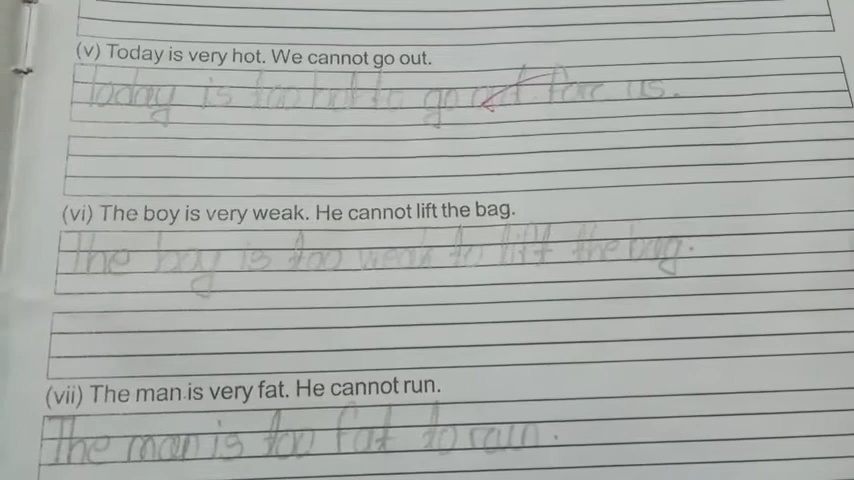 (v) Today is very hot. We cannot go out.
Today is too hot to go out for us.
(vi) The boy is very weak. He cannot lift the bag.
The boy is too weak to lift the bag.
(vii) The man is very fat. He cannot run.
The man is too fat to run.